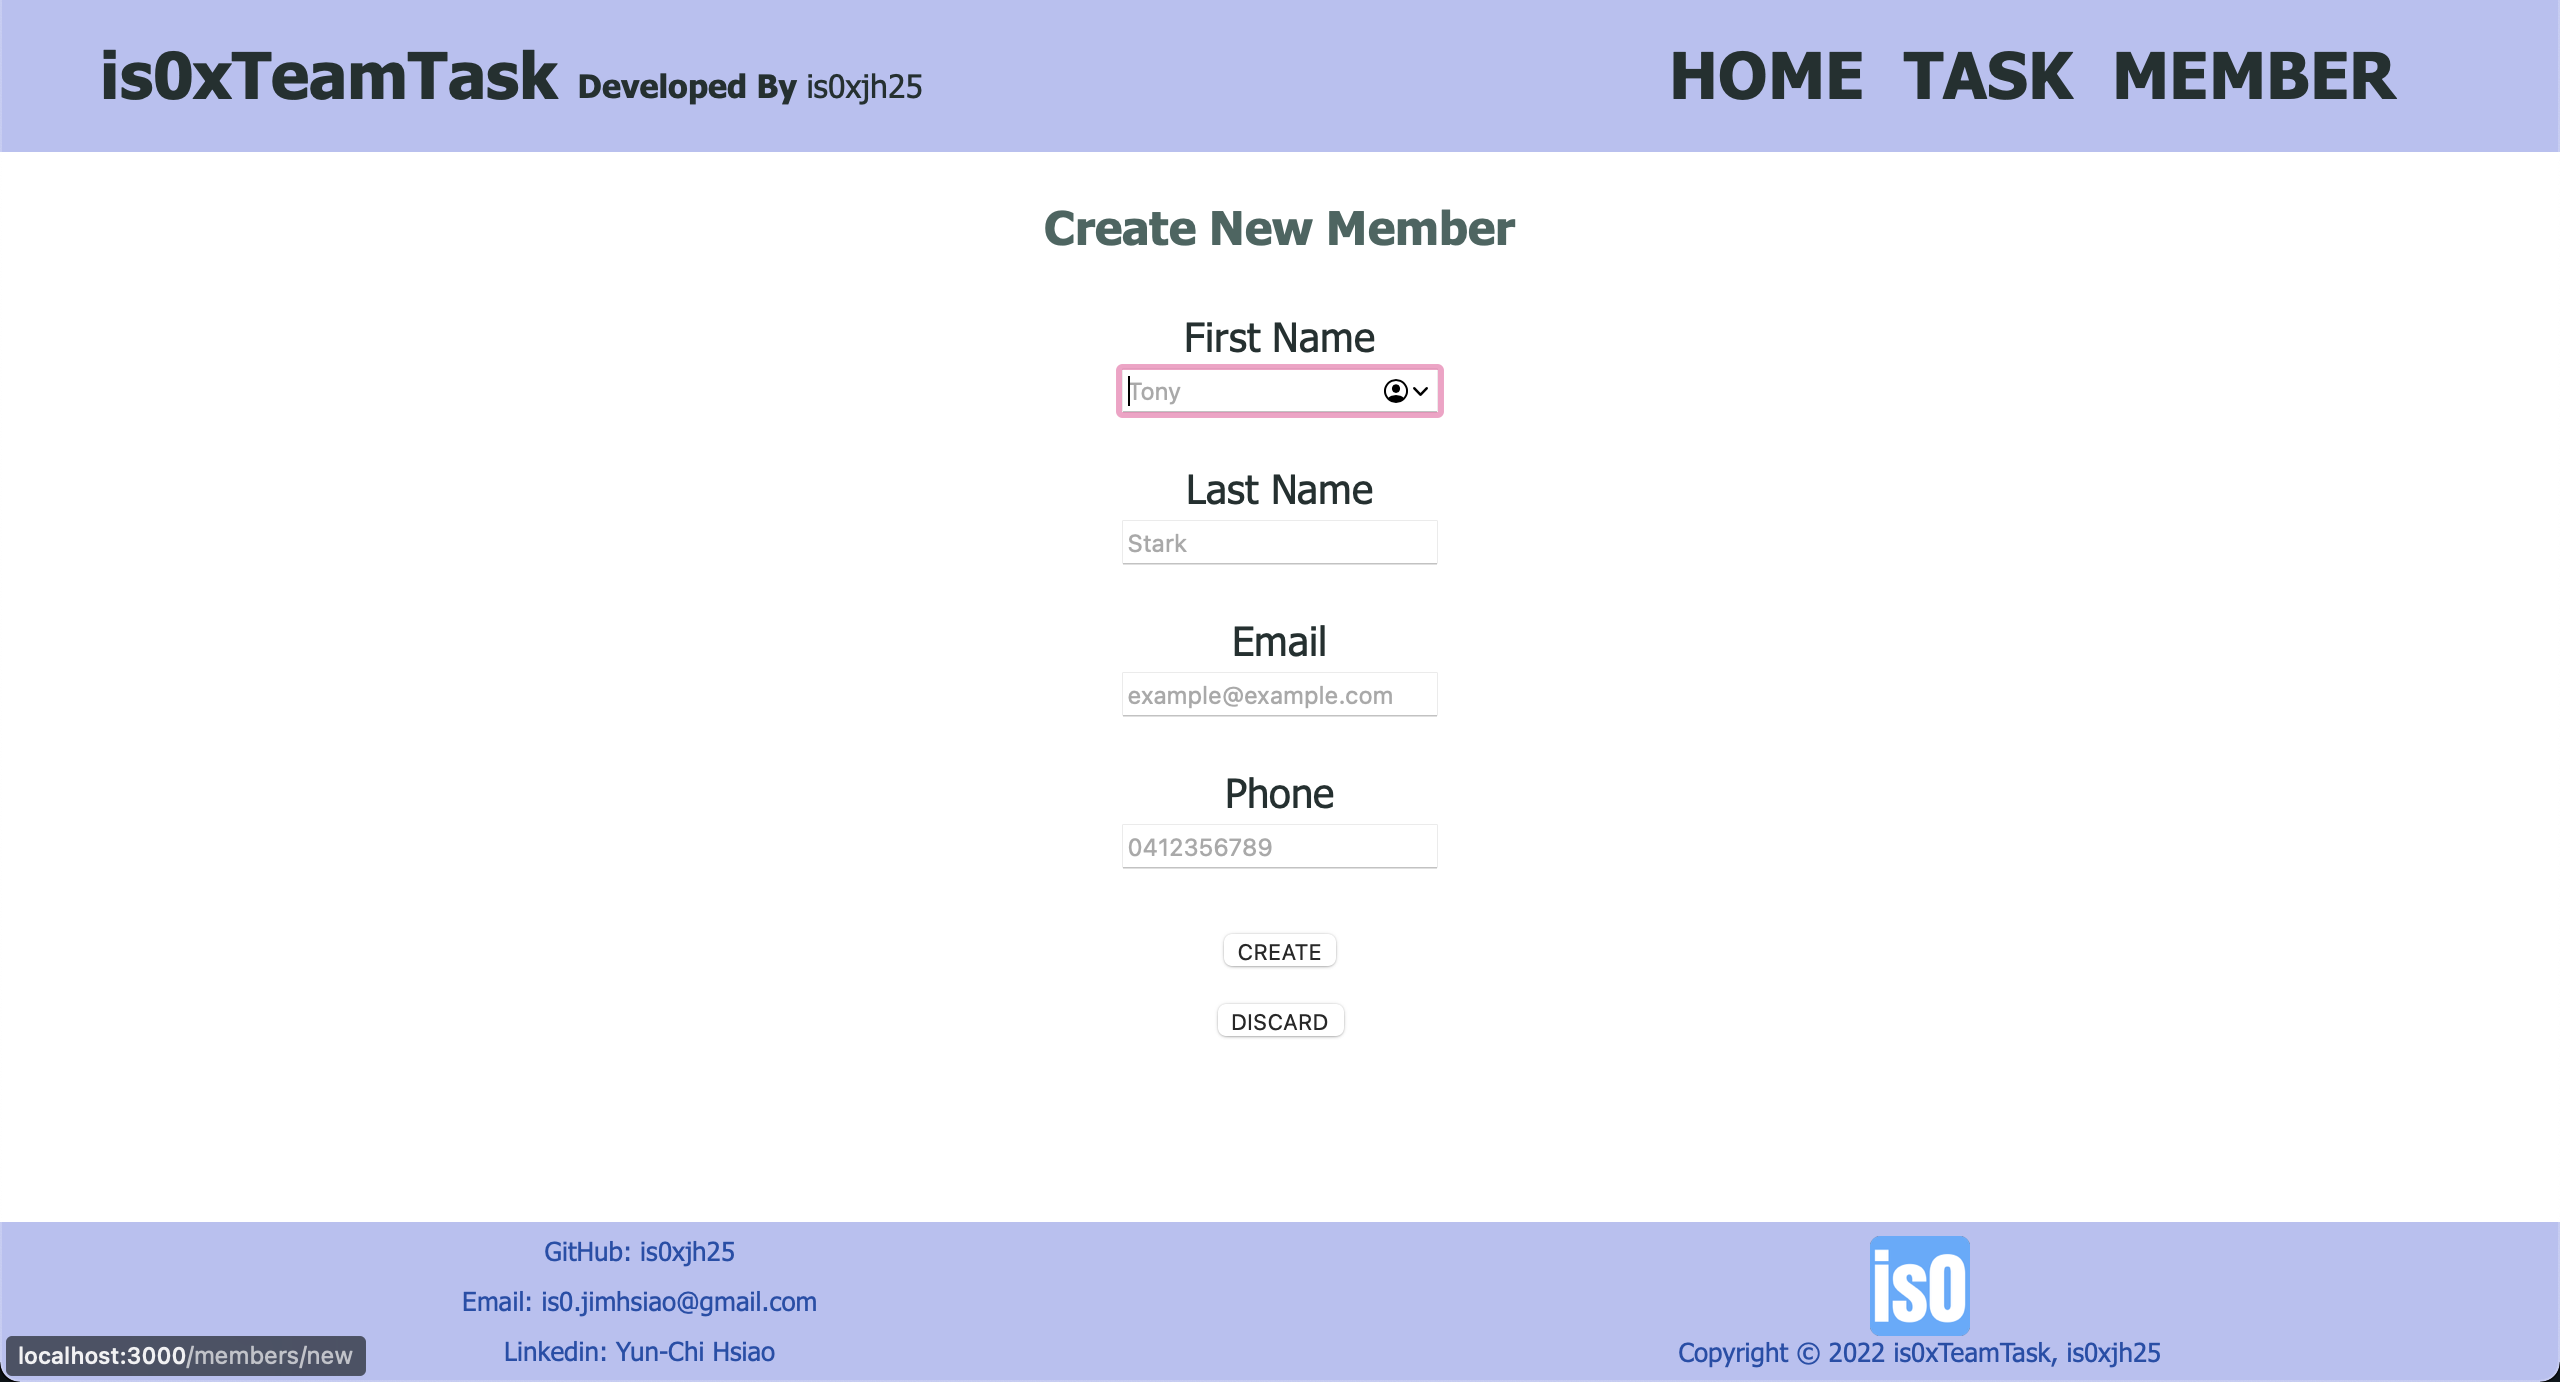 is0xTeamTask Developed By is0xjh25
HOME TASK MEMBER
Create New Member
First Name
Tony
Last Name
Stark
Email
example@example.com
Phone
0412356789
CREATE
DISCARD
GitHub: is0xjh25
Email: is0.jimhsiao@gmail.com
Linkedin: Yun-Chi Hsiao
is0
Copyright © 2022 is0xTeamTask, is0xjh25
localhost:3000/members/new